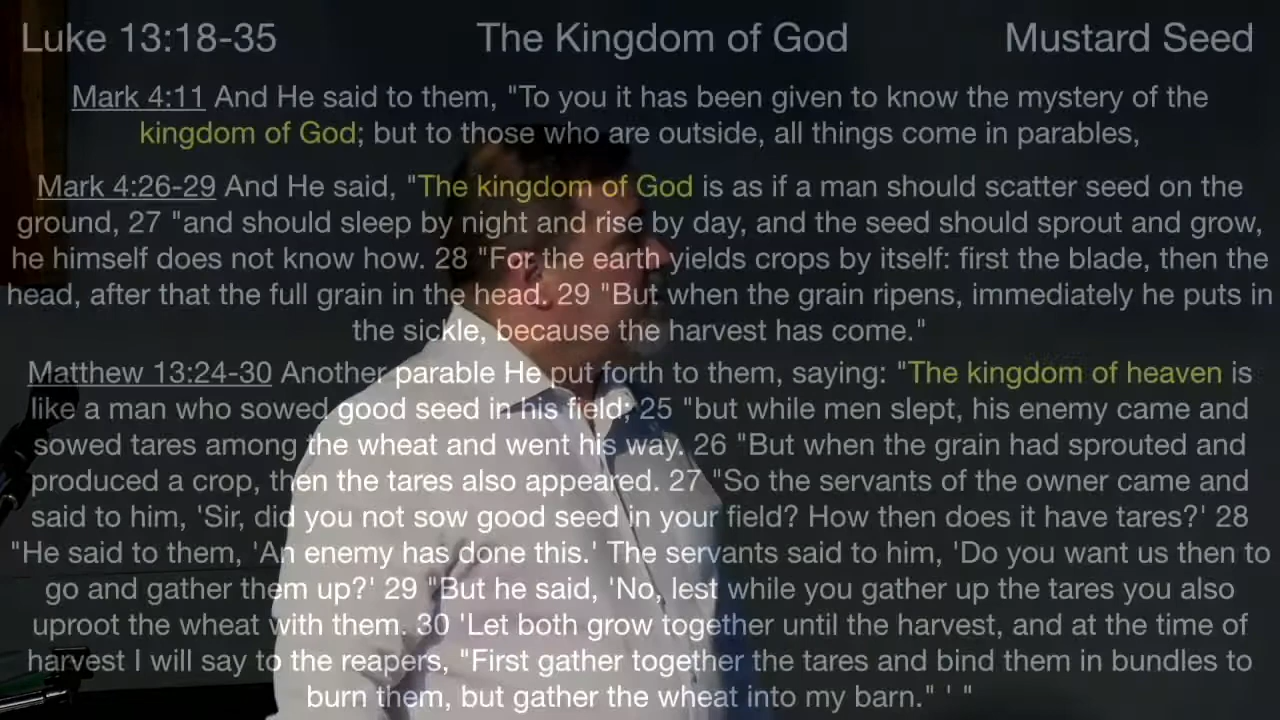 Luke 13:18-35 The Kingdom of God Mustard Seed
Mark 4:11 And He said to them, "To you it has been given to know the mystery of the
kingdom of God; but to those who are outside, all things come in parables,
Mark 4:26-29 And He said, "The kingdom of God is as if a man should scatter seed on the
ground, 27 "and should sleep by night and rise by day, and the seed should sprout and grow,
he himself does not know how. 28 "For the earth yields crops by itself: first the blade, then the
head, after that the full grain in the head. 29 "But when the grain ripens, immediately he puts in
the sickle, because the harvest has come."
Matthew 13:24-30 Another parable He put forth to them, saying: "The kingdom of heaven is
like a man who sowed good seed in his field; 25 "but while men slept, his enemy came and
sowed tares among the wheat and went his way. 26 "But when the grain had sprouted and
produced a crop, then the tares also appeared. 27 "So the servants of the owner came and
said to him, 'Sir, did you not sow good seed in your field? How then does it have tares?' 28
"He said to them, 'An enemy has done this.' The servants said to him, 'Do you want us then to
go and gather them up?' 29 "But he said, 'No, lest while you gather up the tares you also
uproot the wheat with them. 30 'Let both grow together until the harvest, and at the time of
harvest I will say to the reapers, "First gather together the tares and bind them in bundles to
burn them, but gather the wheat into my barn." ' "